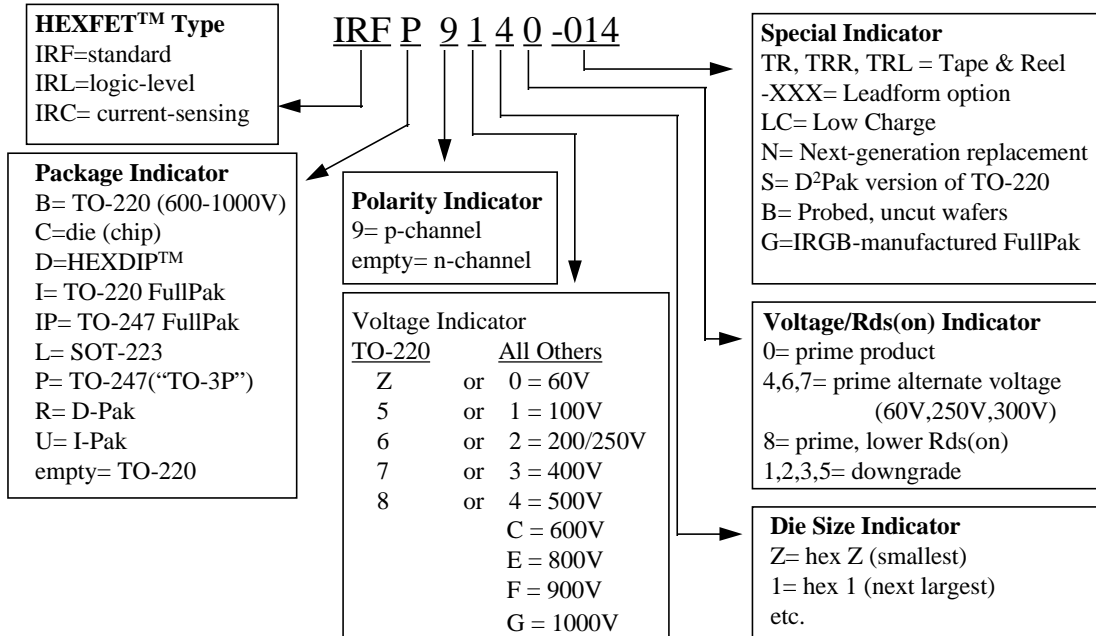 IRF P 9 1 4 0 -014
HEXFET™ Type
IRF=standard
IRL=logic-level
IRC= current-sensing
Package Indicator
B= TO-220 (600-1000V)
C=die (chip)
D=HEXDIP™
I= TO-220 FullPak
IP= TO-247 FullPak
L= SOT-223
P= TO-247(“TO-3P”)
R= D-Pak
U= I-Pak
empty= TO-220
Polarity Indicator
9= p-channel
empty= n-channel
Voltage Indicator
TO-220 All Others
Z or 0 = 60V
5 or 1 = 100V
6 or 2 = 200/250V
7 or 3 = 400V
8 or 4 = 500V
C = 600V
E = 800V
F = 900V
G = 1000V
Special Indicator
TR, TRR, TRL = Tape & Reel
-XXX= Leadform option
LC= Low Charge
N= Next-generation replacement
S= D²Pak version of TO-220
B= Probed, uncut wafers
G=IRGB-manufactured FullPak
Voltage/Rds(on) Indicator
0= prime product
4,6,7= prime alternate voltage
(60V,250V,300V)
8= prime, lower Rds(on)
1,2,3,5= downgrade
Die Size Indicator
Z= hex Z (smallest)
1= hex 1 (next largest)
etc.